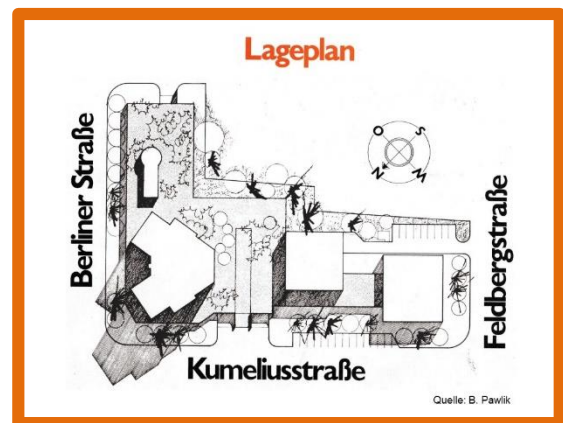 Lageplan
Berliner Straße
O
S
N
W
Feldbergstraße
Kumeliusstraße
Quelle: B. Pawlik